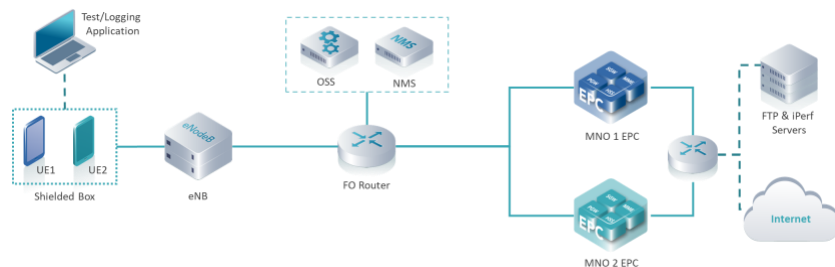 Test/Logging
Application
UE1
UE2
Shielded Box
eNodeB
eNB
OSS
NMS
NMS
FO Router
EPC
MNO 1 EPC
EPC
MNO 2 EPC
FTP & iPerf
Servers
Internet